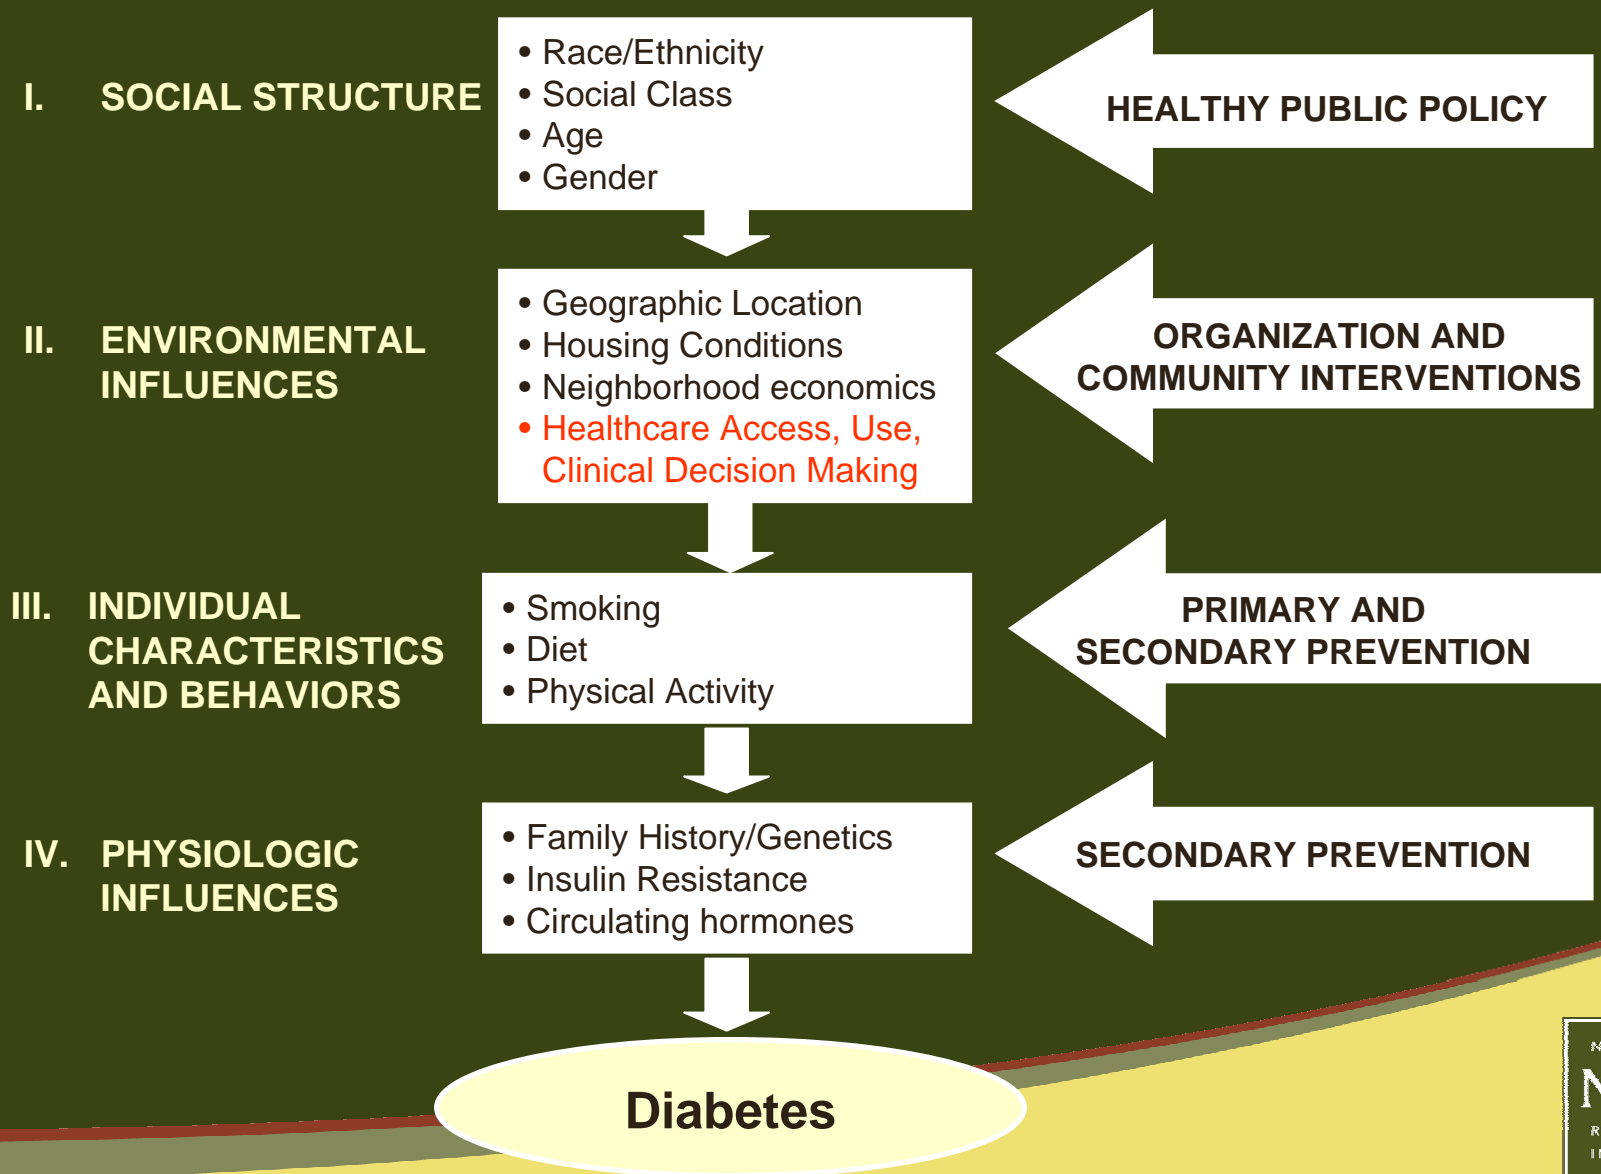 I. SOCIAL STRUCTURE
• Race/Ethnicity
• Social Class
• Age
• Gender
HEALTHY PUBLIC POLICY
II. ENVIRONMENTAL
INFLUENCES
• Geographic Location
• Housing Conditions
• Neighborhood economics
• Healthcare Access, Use,
Clinical Decision Making
ORGANIZATION AND
COMMUNITY INTERVENTIONS
III. INDIVIDUAL
CHARACTERISTICS
AND BEHAVIORS
• Smoking
• Diet
• Physical Activity
PRIMARY AND
SECONDARY PREVENTION
IV. PHYSIOLOGIC
INFLUENCES
• Family History/Genetics
• Insulin Resistance
• Circulating hormones
SECONDARY PREVENTION
Diabetes